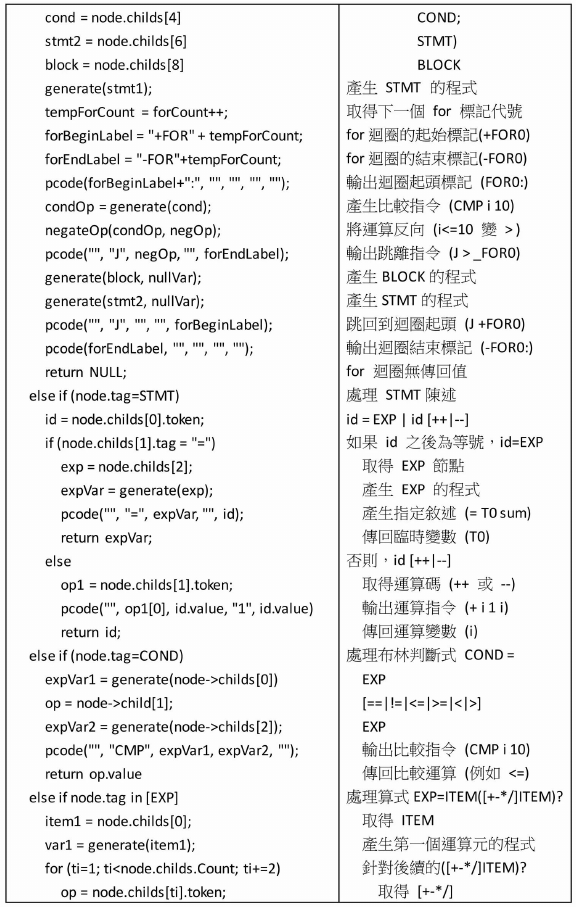 cond = node.childs[4] COND;
stmt2 = node.childs[6] STMT)
block = node.childs[8] BLOCK
generate(stmt1); 產生 STMT 的程式
tempForCount = forCount++; 取得下一個 for 標記代號
forBeginLabel = "+FOR" + tempForCount; for 迴圈的起始標記(+FOR0)
forEndLabel = "-FOR"+tempForCount; for 迴圈的結束標記(-FOR0)
pcode(forBeginLabel+":", "", "", "", ""); 輸出迴圈起頭標記 (FOR0:)
condOp = generate(cond); 產生比較指令 (CMP i 10)
negateOp(condOp, negOp); 將運算反向 (i<=10 變 >)
pcode("", "J", negOp, "", forEndLabel); 輸出跳離指令 (J > _FOR0)
generate(block, nullVar); 產生 BLOCK 的程式
generate(stmt2, nullVar); 產生 STMT 的程式
pcode("", "J", "", "", forBeginLabel); 跳回到迴圈起頭 (J +FOR0)
pcode(forEndLabel, "", "", "", ""); 輸出迴圈結束標記 (-FOR0:)
return NULL; for 迴圈無傳回值
else if (node.tag=STMT) 處理 STMT 陳述
id = node.childs[0].token; id = EXP | id [++|--]
if (node.childs[1].tag = "=") 如果 id 之後為等號，id=EXP
exp = node.childs[2]; 取得 EXP 節點
expVar = generate(exp); 產生 EXP 的程式
pcode("", "=", expVar, "", id); 產生指定敘述 (= T0 sum)
return expVar; 傳回臨時變數 (T0)
else 否則，id [++|--]
op1 = node.childs[1].token; 取得運算碼 (++ 或 --)
pcode("", op1[0], id.value, "1", id.value) 輸出運算指令 (+ i 1 i)
return id; 傳回運算變數 (i)
else if (node.tag=COND) 處理布林判斷式 COND =
expVar1 = generate(node->childs[0]) EXP
op = node->child[1]; [==|!=|<=|>=|<|>]
expVar2 = generate(node->childs[2]); EXP
pcode("", "CMP", expVar1, expVar2, ""); 輸出比較指令 (CMP i 10)
return op.value 傳回比較運算 (例如 <=)
else if node.tag in [EXP] 處理算式 EXP=ITEM([+-*/]ITEM)?
item1 = node.childs[0]; 取得 ITEM
var1 = generate(item1); 產生第一個運算元的程式
for (ti=1; ti<node.childs.Count; ti+=2) 針對後續的([+-*/]ITEM)?
op = node.childs[ti].token; 取得 [+-*/]